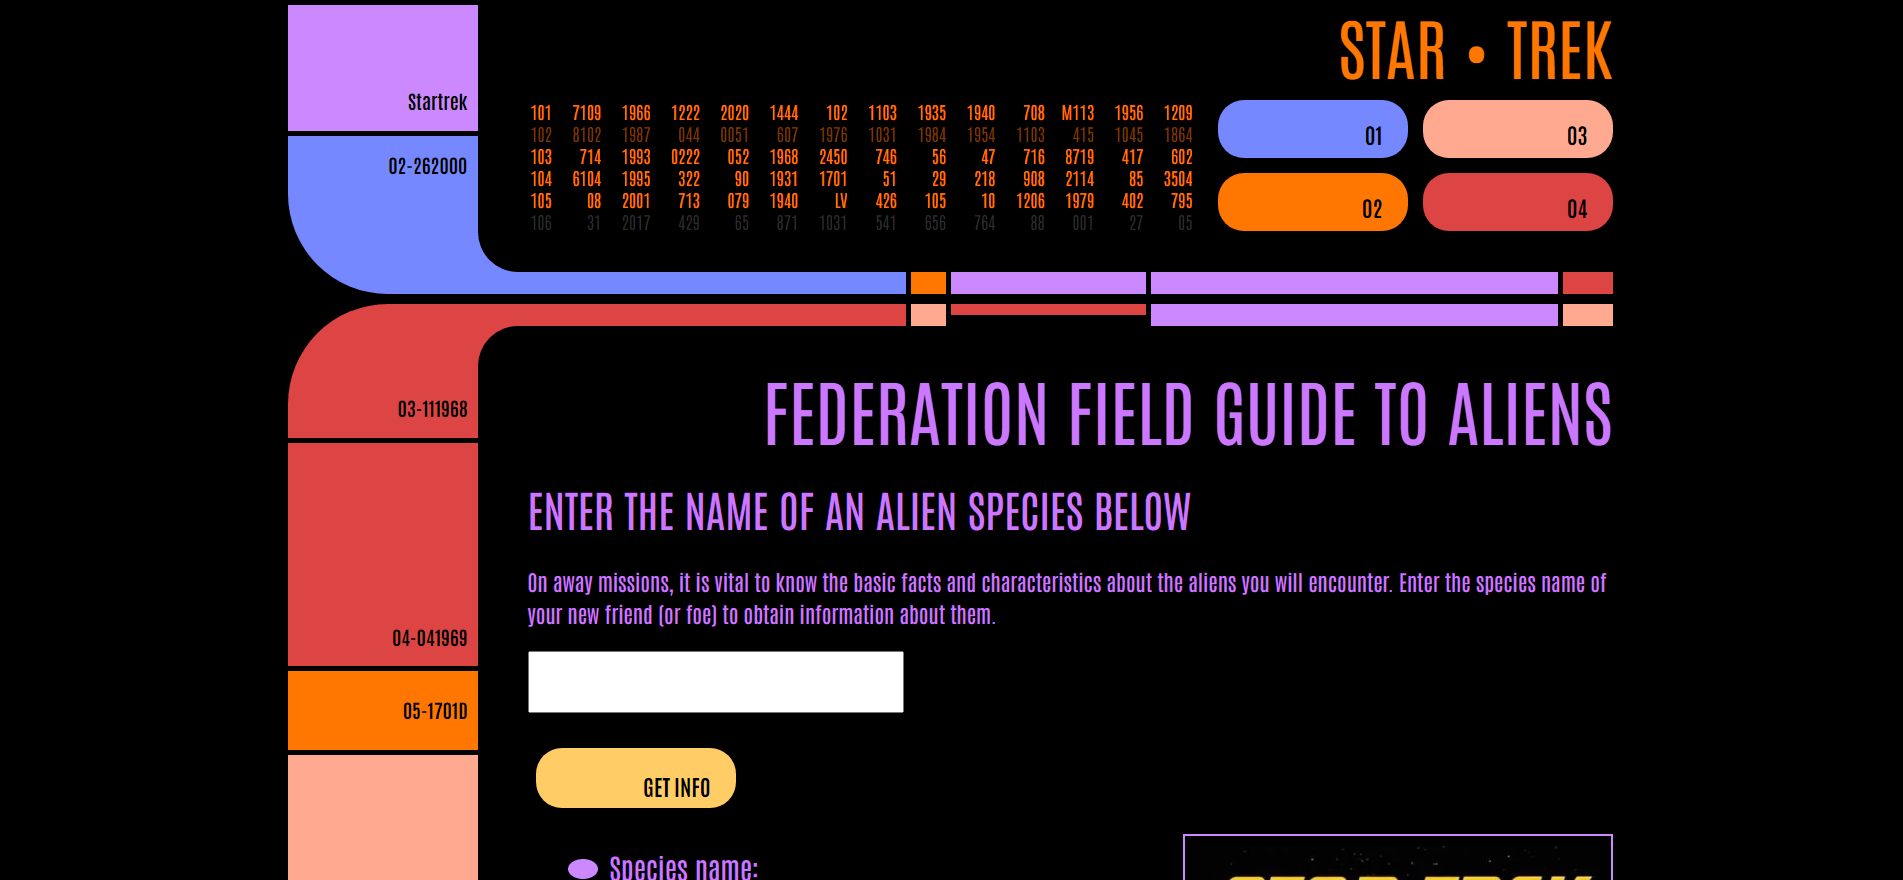 STAR • TREK
Startrek
02-262000
101 7109 1966 1222 2020 1444 102 1103 1935 1940 708 M113 1956 1209
102 8102 1987 044 0051 607 1976 1031 1984 1954 1103 415 1045 1864
103 714 1993 0222 052 1968 2450 746 56 47 716 8719 417 602
104 6104 1995 322 90 1931 1701 51 29 218 908 2114 85 3504
105 08 2001 713 079 1940 LV 426 105 10 1206 1979 402 795
106 31 2017 429 65 871 1031 541 656 764 88 001 27 05
01
03
02
04
03-111968
FEDERATION FIELD GUIDE TO ALIENS
ENTER THE NAME OF AN ALIEN SPECIES BELOW
On away missions, it is vital to know the basic facts and characteristics about the aliens you will encounter. Enter the species name of
your new friend (or foe) to obtain information about them.
04-041969
05-1701D
GET INFO
Species name:
STAR TREK